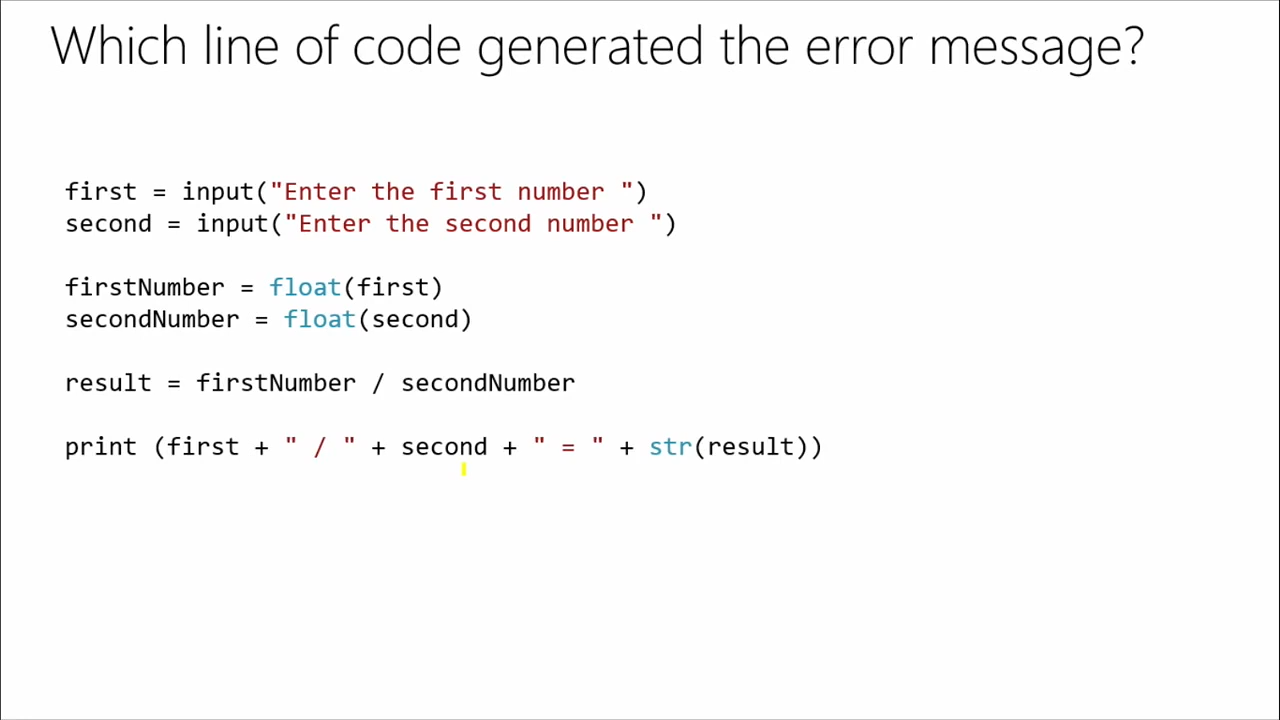 Which line of code generated the error message?
first = input("Enter the first number ")
second = input("Enter the second number ")
firstNumber = float(first)
secondNumber = float(second)
result = firstNumber / secondNumber
print (first + " / " + second + " = " + str(result))